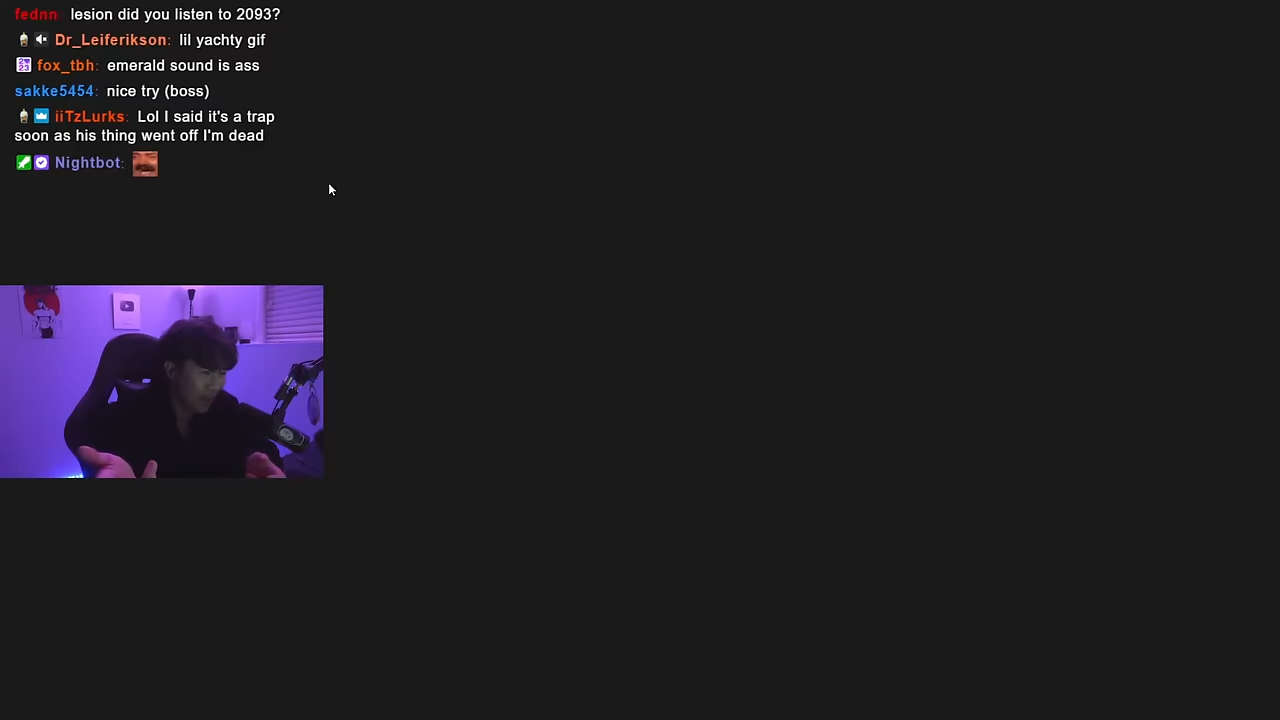 fednn: lesion did you listen to 2093?
Dr_Leiferikson: lil yachty gif
fox_tbh: emerald sound is ass
sakke5454: nice try (boss)
iiTzLurks: Lol I said it's a trap
soon as his thing went off I'm dead
Nightbot: